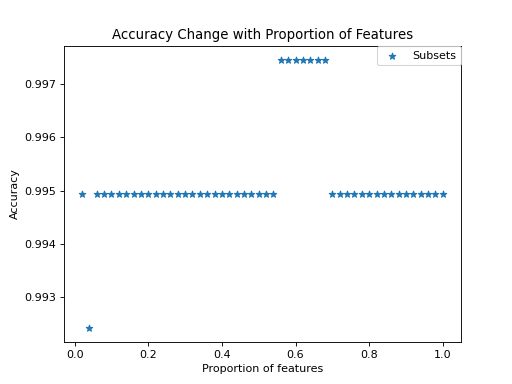 Accuracy Change with Proportion of Features
Subsets
0.997
0.996
0.995
0.994
0.993
Accuracy
0.0 0.2 0.4 0.6 0.8 1.0
Proportion of features